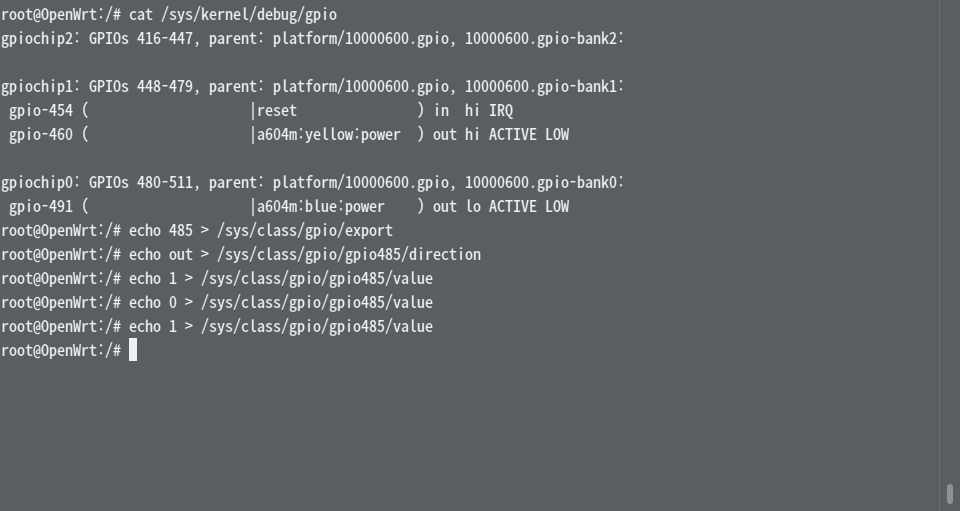 root@OpenWrt:/# cat /sys/kernel/debug/gpio
gpiochip2: GPIOs 416-447, parent: platform/10000600.gpio, 10000600.gpio-bank2:

gpiochip1: GPIOs 448-479, parent: platform/10000600.gpio, 10000600.gpio-bank1:
 gpio-454 (                    |reset               ) in  hi IRQ
 gpio-460 (                    |a604m:yellow:power  ) out hi ACTIVE LOW

gpiochip0: GPIOs 480-511, parent: platform/10000600.gpio, 10000600.gpio-bank0:
 gpio-491 (                    |a604m:blue:power    ) out lo ACTIVE LOW
root@OpenWrt:/# echo 485 > /sys/class/gpio/export
root@OpenWrt:/# echo out > /sys/class/gpio/gpio485/direction
root@OpenWrt:/# echo 1 > /sys/class/gpio/gpio485/value
root@OpenWrt:/# echo 0 > /sys/class/gpio/gpio485/value
root@OpenWrt:/# echo 1 > /sys/class/gpio/gpio485/value
root@OpenWrt:/#